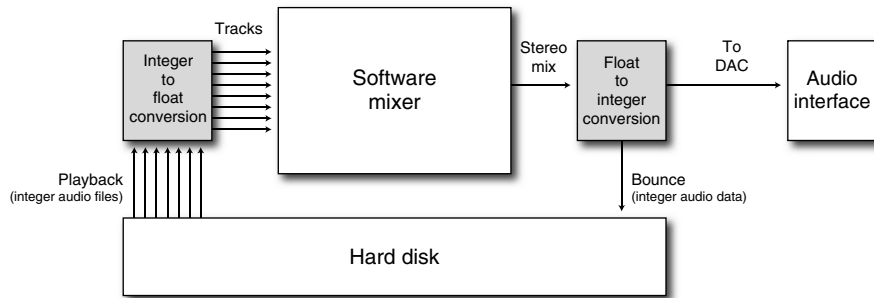 Tracks
Integer
to
float
conversion
Software
mixer
Stereo
mix
Float
to
integer
conversion
To
DAC
Audio
interface
Playback
(integer audio files)
Bounce
(integer audio data)
Hard disk